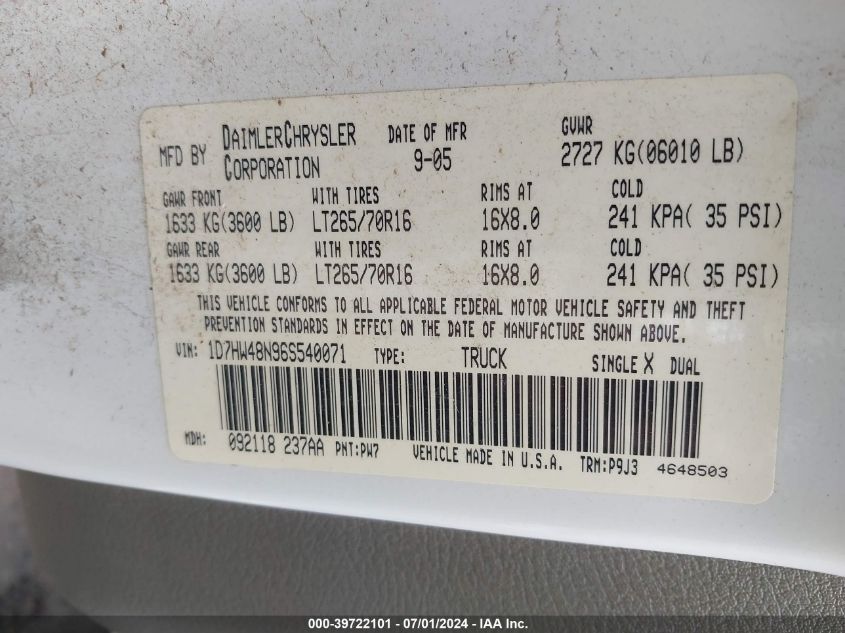 MFD BY DAIMLERCHRYSLER CORPORATION DATE OF MFR 9-05 GVWR 2727 KG(06010 LB)
GAWR FRONT WITH TIRES RIMS AT COLD
1633 KG(3600 LB) LT265/70R16 16X8.0 241 KPA( 35 PSI)
GAWR REAR WITH TIRES RIMS AT COLD
1633 KG(3600 LB) LT265/70R16 16X8.0 241 KPA( 35 PSI)
THIS VEHICLE CONFORMS TO ALL APPLICABLE FEDERAL MOTOR VEHICLE SAFETY AND THEFT
PREVENTION STANDARDS IN EFFECT ON THE DATE OF MANUFACTURE SHOWN ABOVE.
VIN: 1D7HW48N96S540071 TYPE: TRUCK SINGLE X DUAL
MDH: 092118 237AA PNT:PW7 VEHICLE MADE IN U.S.A. TRM:P9J3 4648503
000-39722101 - 07/01/2024 - IAA Inc.